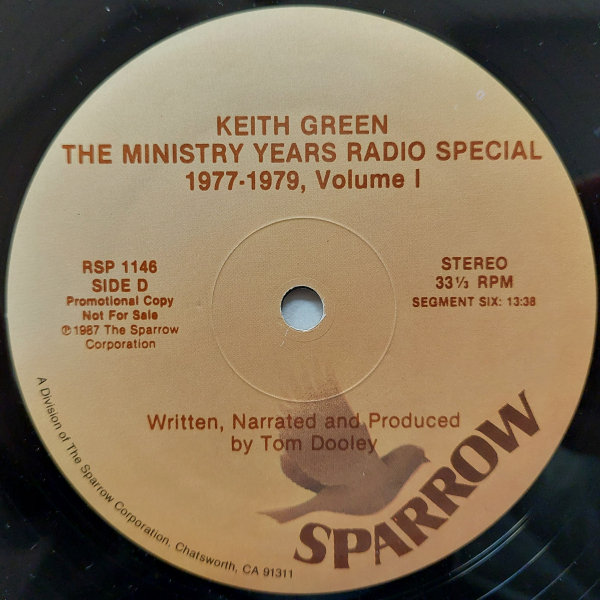 KEITH GREEN
THE MINISTRY YEARS RADIO SPECIAL
1977-1979, Volume I
RSP 1146
SIDE D
Promotional Copy
Not For Sale
℗1987 The Sparrow
Corporation
STEREO
33⅓ RPM
SEGMENT SIX: 13:38
Written, Narrated and Produced
by Tom Dooley
SPARROW
A Division of The Sparrow Corporation, Chatsworth, CA 91311